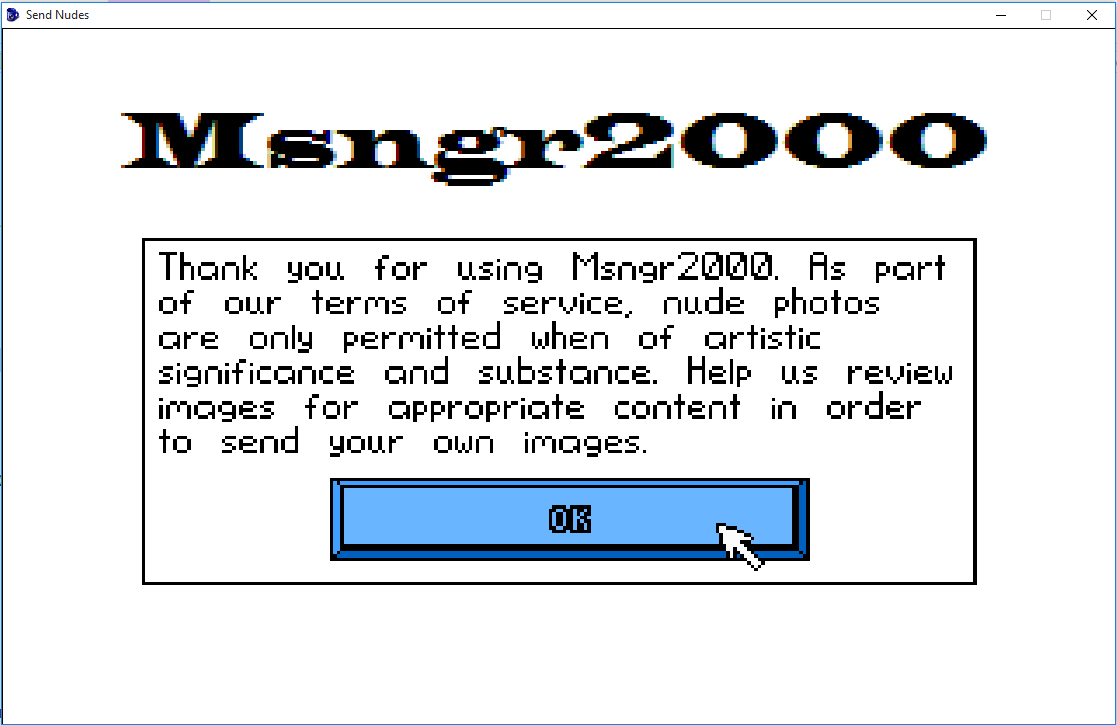 Send Nudes
Msngr2000
Thank you for using Msngr2000. As part
of our terms of service, nude photos
are only permitted when of artistic
significance and substance. Help us review
images for appropriate content in order
to send your own images.
OK